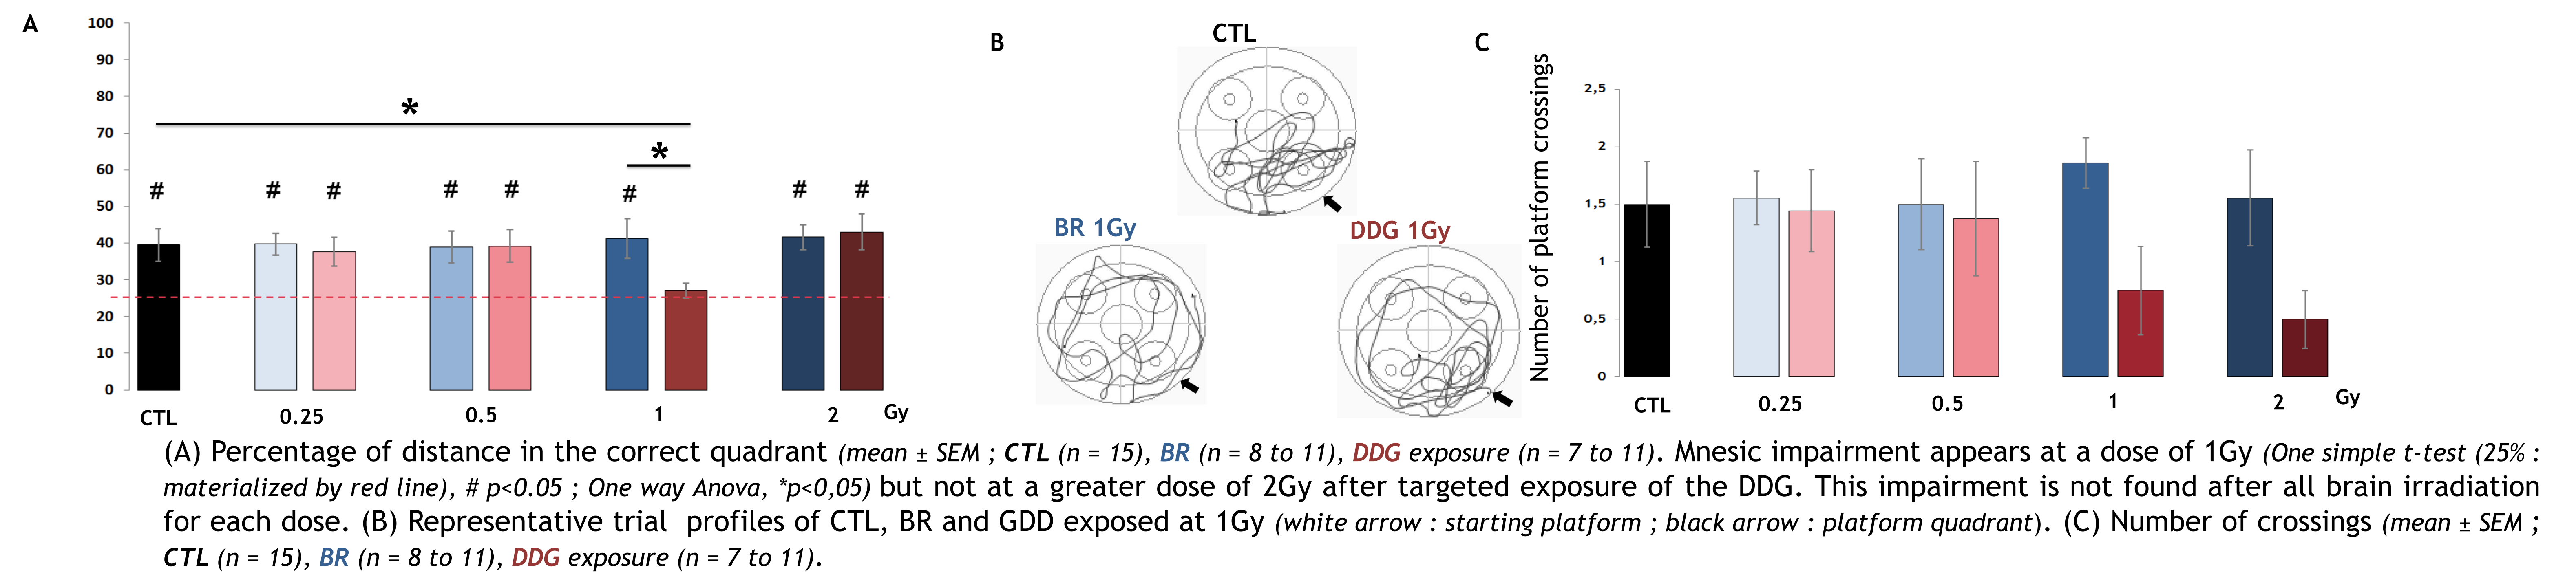 A
100
90
80
70
60
50
40
30
20
10
0
*
*
#
#
#
#
#
#
#
#
CTL
0.25
0.5
1
2
Gy
B
CTL
BR 1Gy
DDG 1Gy
C
Number of platform crossings
2,5
2
1,5
1
0,5
0
CTL
0.25
0.5
1
2
Gy
(A) Percentage of distance in the correct quadrant (mean ± SEM ; CTL (n = 15), BR (n = 8 to 11), DDG exposure (n = 7 to 11). Mnesic impairment appears at a dose of 1Gy (One simple t-test (25% :
materialized by red line), # p<0.05 ; One way Anova, *p<0,05) but not at a greater dose of 2Gy after targeted exposure of the DDG. This impairment is not found after all brain irradiation
for each dose. (B) Representative trial profiles of CTL, BR and GDD exposed at 1Gy (white arrow : starting platform ; black arrow : platform quadrant). (C) Number of crossings (mean ± SEM ;
CTL (n = 15), BR (n = 8 to 11), DDG exposure (n = 7 to 11).